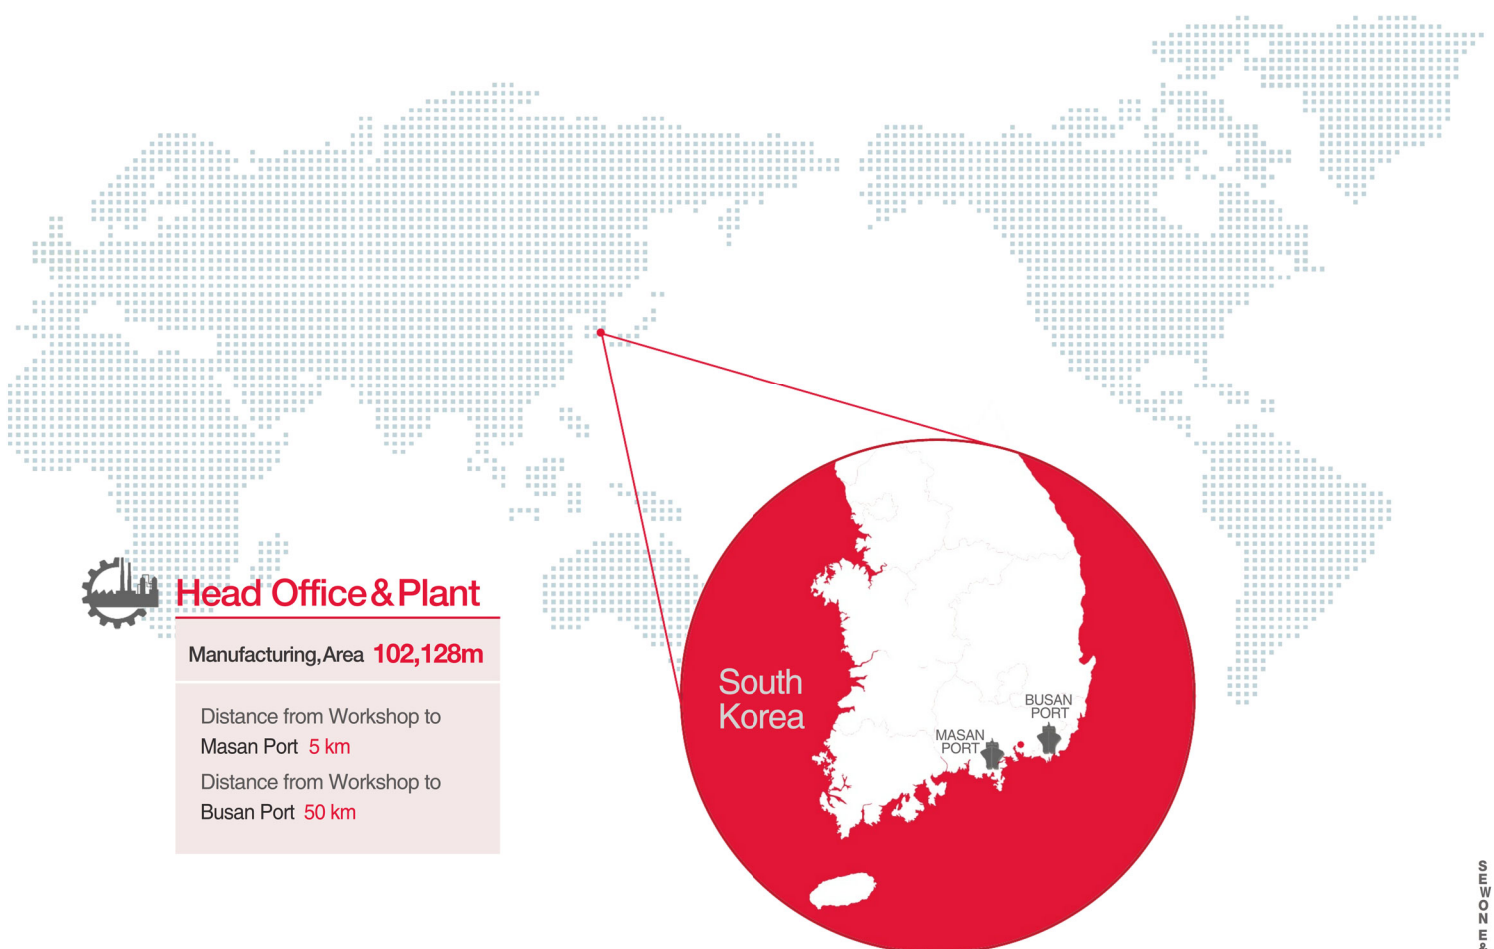 Head Office&Plant
Manufacturing,Area 102,128m
Distance from Workshop to
Masan Port 5 km
Distance from Workshop to
Busan Port 50 km
South
Korea
MASAN
PORT
BUSAN
PORT
SEWON E&